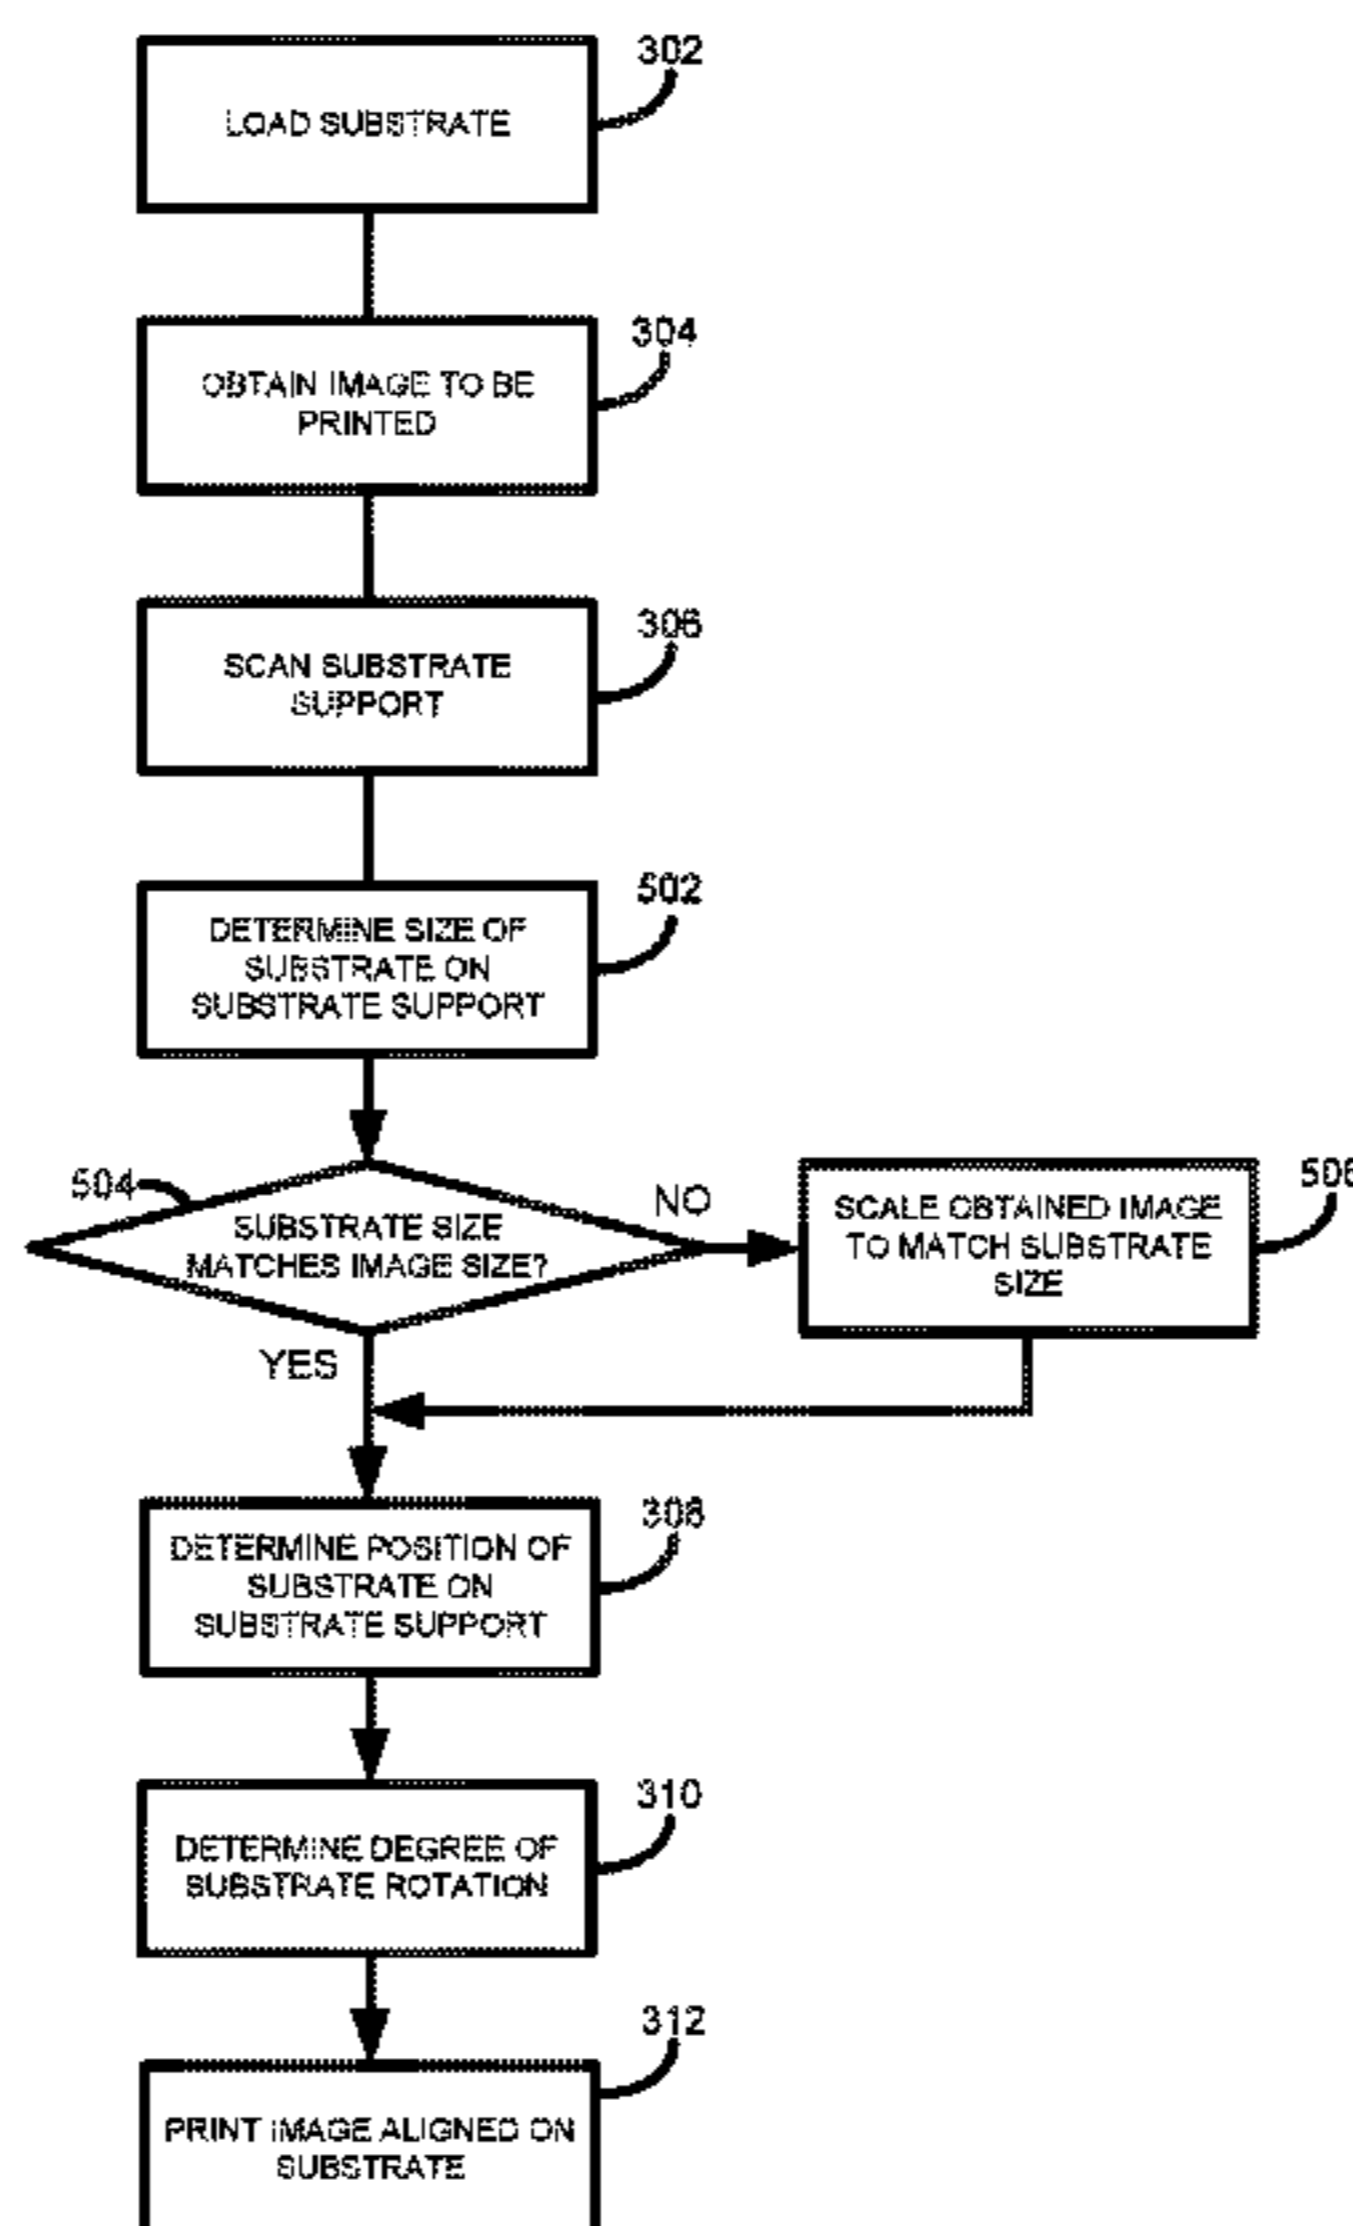 302
LOAD SUBSTRATE
304
OBTAIN IMAGE TO BE
PRINTED
306
SCAN SUBSTRATE
SUPPORT
502
DETERMINE SIZE OF
SUBSTRATE ON
SUBSTRATE SUPPORT
504
SUBSTRATE SIZE
MATCHES IMAGE SIZE?
NO
506
SCALE OBTAINED IMAGE
TO MATCH SUBSTRATE
SIZE
YES
308
DETERMINE POSITION OF
SUBSTRATE ON
SUBSTRATE SUPPORT
310
DETERMINE DEGREE OF
SUBSTRATE ROTATION
312
PRINT IMAGE ALIGNED ON
SUBSTRATE